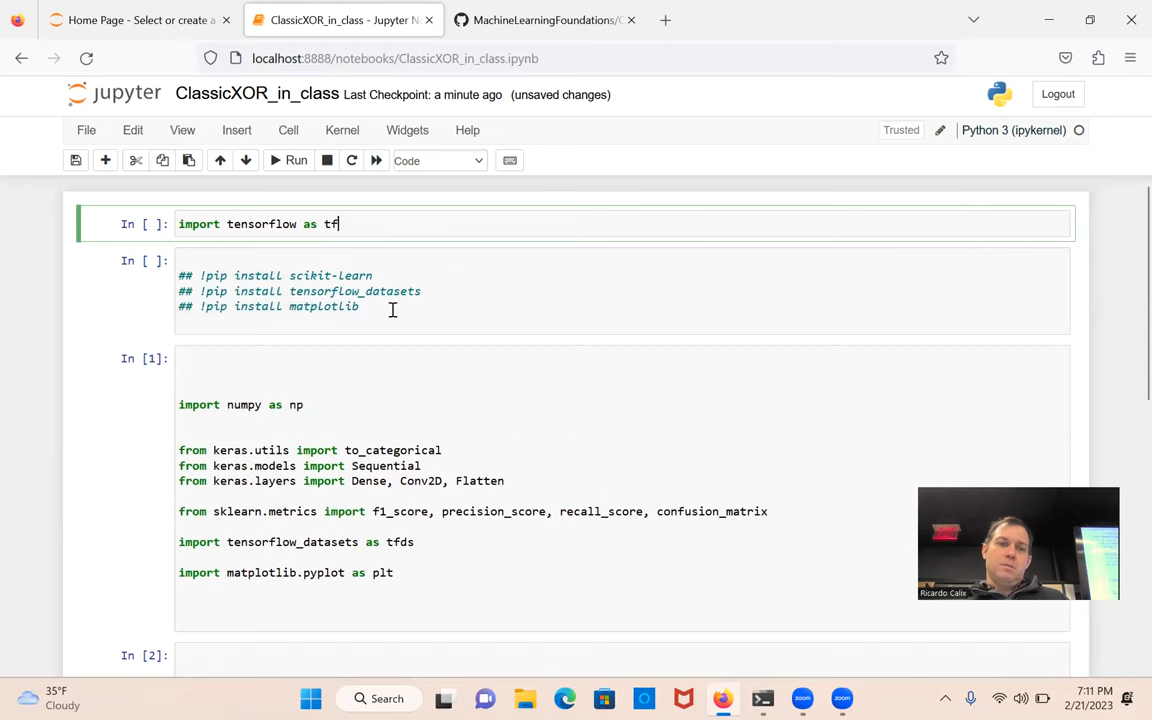 Home Page - Select or create a
ClassicXOR_in_class - Jupyter No
MachineLearningFoundations/C
localhost:8888/notebooks/ClassicXOR_in_class.ipynb
jupyter ClassicXOR_in_class Last Checkpoint: a minute ago (unsaved changes)
Logout
File Edit View Insert Cell Kernel Widgets Help
Trusted
Python 3 (ipykernel)
Run
Code
In [ ]: import tensorflow as tf
In [ ]:
## !pip install scikit-learn
## !pip install tensorflow_datasets
## !pip install matplotlib
In [1]:
import numpy as np
from keras.utils import to_categorical
from keras.models import Sequential
from keras.layers import Dense, Conv2D, Flatten
from sklearn.metrics import f1_score, precision_score, recall_score, confusion_matrix
import tensorflow_datasets as tfds
import matplotlib.pyplot as plt
Ricardo Calix
In [2]:
35°F
Cloudy
Search
zoom
zoom
7:11 PM
2/21/2023